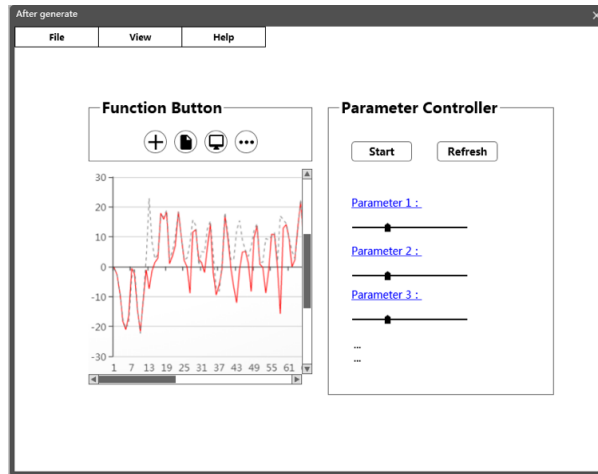 After generate
File View Help
Function Button
Parameter Controller
Start Refresh
Parameter 1 :
Parameter 2 :
Parameter 3 :
...
...
30
20
10
0
-10
-20
-30
1 7 13 19 25 31 37 43 49 55 61